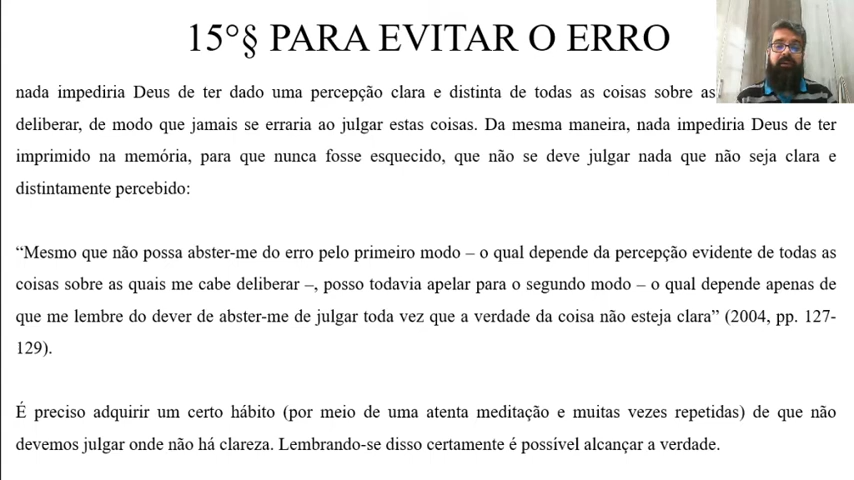 15°§ PARA EVITAR O ERRO
nada impediria Deus de ter dado uma percepção clara e distinta de todas as coisas sobre as
deliberar, de modo que jamais se erraria ao julgar estas coisas. Da mesma maneira, nada impediria Deus de ter
imprimido na memória, para que nunca fosse esquecido, que não se deve julgar nada que não seja clara e
distintamente percebido:
“Mesmo que não possa abster-me do erro pelo primeiro modo – o qual depende da percepção evidente de todas as
coisas sobre as quais me cabe deliberar –, posso todavia apelar para o segundo modo – o qual depende apenas de
que me lembre do dever de abster-me de julgar toda vez que a verdade da coisa não esteja clara” (2004, pp. 127-
129).
É preciso adquirir um certo hábito (por meio de uma atenta meditação e muitas vezes repetidas) de que não
devemos julgar onde não há clareza. Lembrando-se disso certamente é possível alcançar a verdade.